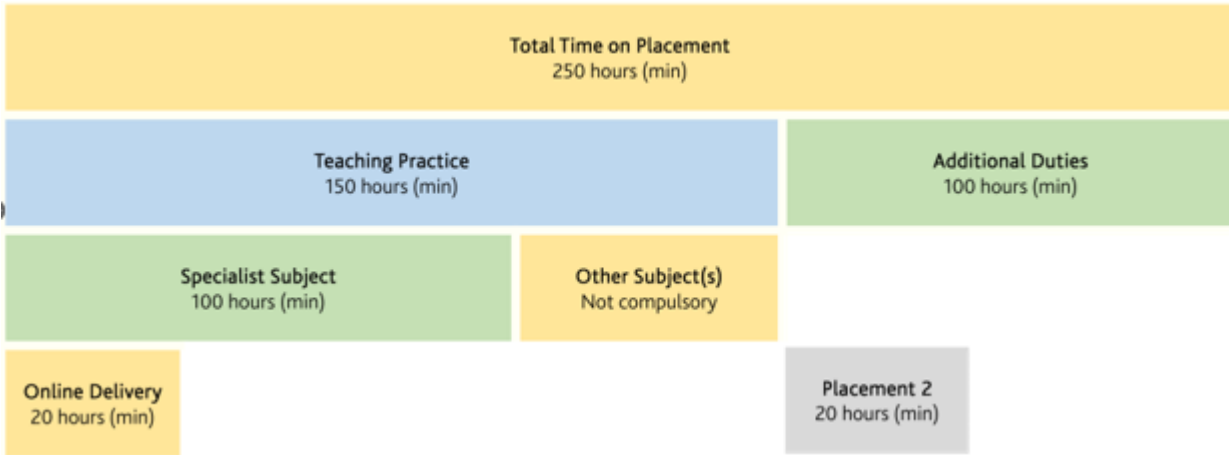 Total Time on Placement
250 hours (min)
Teaching Practice
150 hours (min)
Additional Duties
100 hours (min)
Specialist Subject
100 hours (min)
Other Subject(s)
Not compulsory
Online Delivery
20 hours (min)
Placement 2
20 hours (min)